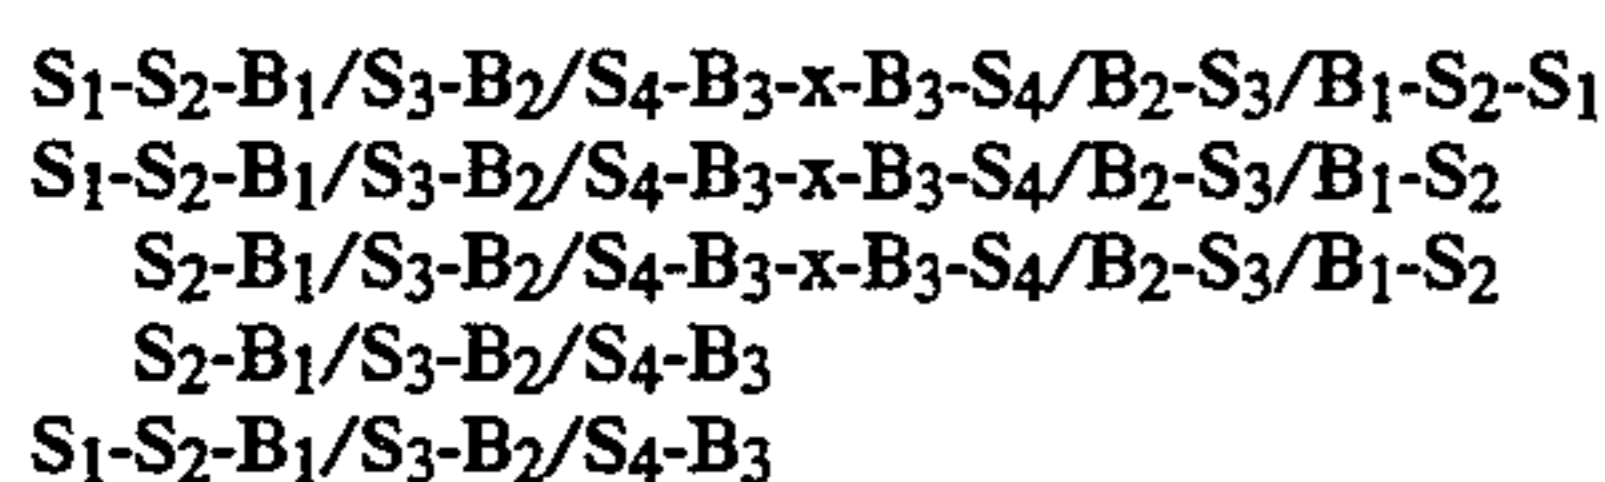 S₁-S₂-B₁/S₃-B₂/S₄-B₃-x-B₃-S₄/B₂-S₃/B₁-S₂-S₁
S₁-S₂-B₁/S₃-B₂/S₄-B₃-x-B₃-S₄/B₂-S₃/B₁-S₂
S₂-B₁/S₃-B₂/S₄-B₃-x-B₃-S₄/B₂-S₃/B₁-S₂
S₂-B₁/S₃-B₂/S₄-B₃
S₁-S₂-B₁/S₃-B₂/S₄-B₃